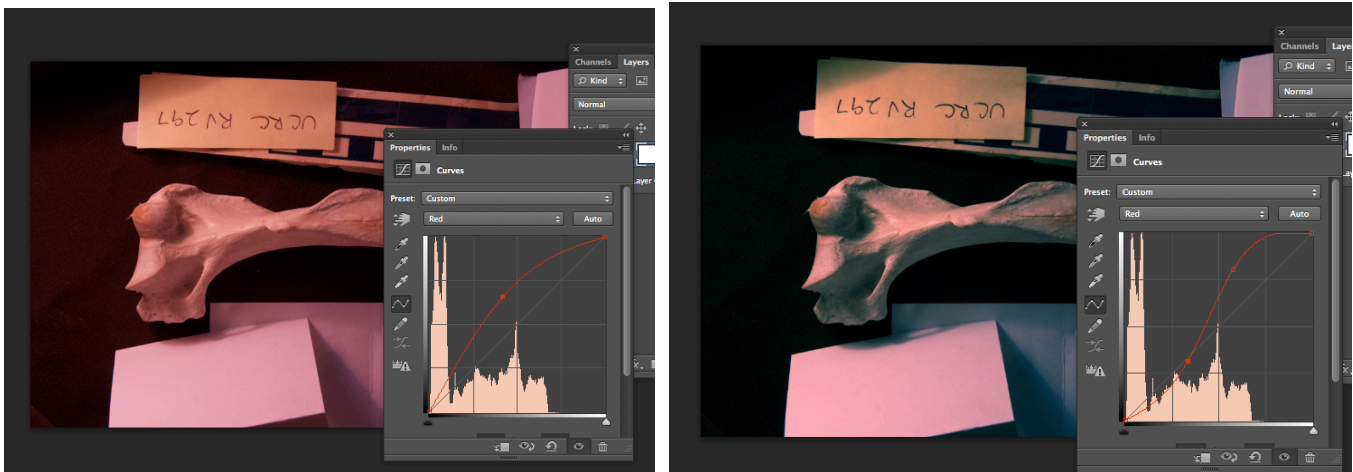 Channels Layers
Kind
Normal
UCRC RV297
Properties Info
Curves
Preset: Custom
Red Auto
Channels Laye
Kind
Normal
UCRC RV297
Properties Info
Curves
Preset: Custom
Red Auto